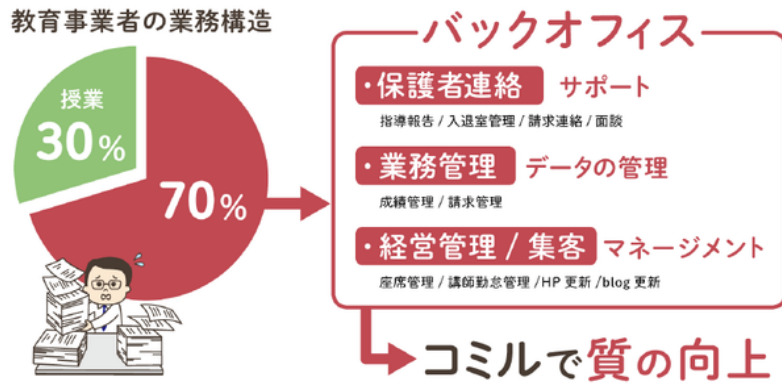 教育事業者の業務構造
授業
30%
70%
バックオフィス
・保護者連絡 サポート
指導報告 / 入退室管理 / 請求連絡 / 面談
・業務管理 データの管理
成績管理 / 請求管理
・経営管理 / 集客 マネージメント
座席管理 / 講師勤怠管理 /HP 更新 /blog 更新
コミルで質の向上